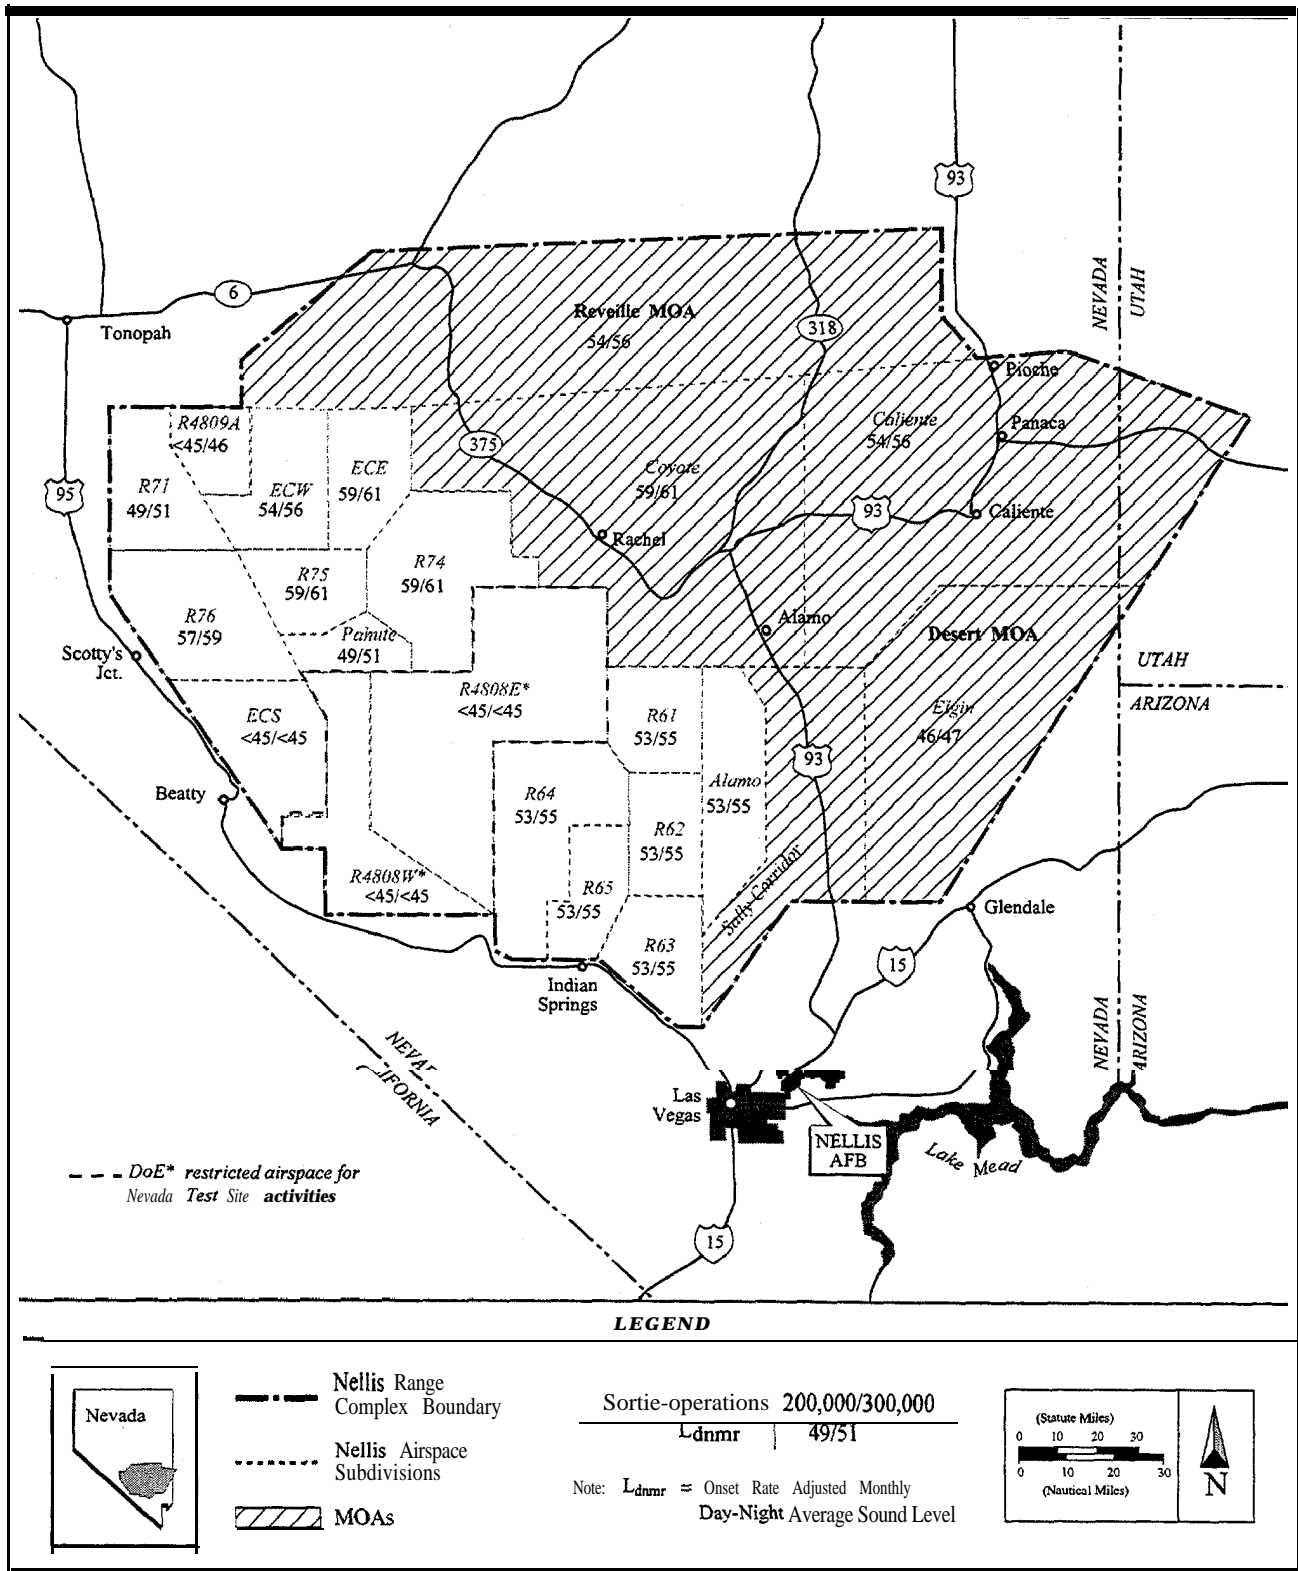 93
NEVADA
UTAH
6
Tonopah
Reveille MOA
54/56
318
Pioche
R4809A
<45/46
Caliente
54/56
Panaca
375
ECE
59/61
Coyote
59/61
95
R71
49/51
ECW
54/56
93
Caliente
Rachel
R74
59/61
R75
59/61
R76
57/59
Pahute
49/51
Alamo
Desert MOA
Scotty's
Jct.
UTAH
ARIZONA
R4808E*
<45/<45
ECS
<45/<45
R61
53/55
Elgin
46/47
93
Alamo
53/55
Beatty
R64
53/55
R62
53/55
R4808W*
<45/<45
R65
53/55
Sally Corridor
Glendale
R63
53/55
15
Indian
Springs
NEVADA
ARIZONA
NEVA
IFORNIA
Las
Vegas
NELLIS
AFB
Lake Mead
DoE* restricted airspace for
Nevada Test Site activities
15
LEGEND
Nevada
Nellis Range
Complex Boundary
Nellis Airspace
Subdivisions
MOAs
Sortie-operations 200,000/300,000
Ldnmr 49/51
Note: Ldnmr = Onset Rate Adjusted Monthly
Day-Night Average Sound Level
(Statute Miles)
0 10 20 30
0 10 20 30
(Nautical Miles)
N